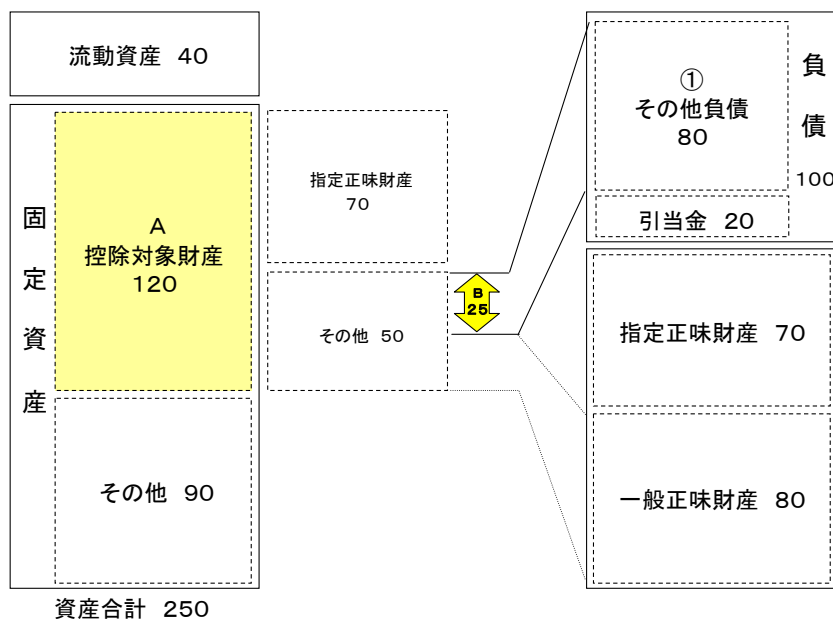 流動資産 40
固定資産
A
控除対象財産
120
その他 90
資産合計 250
指定正味財産
70
その他 50
B
25
①
その他負債
80
負債
100
引当金 20
指定正味財産 70
一般正味財産 80